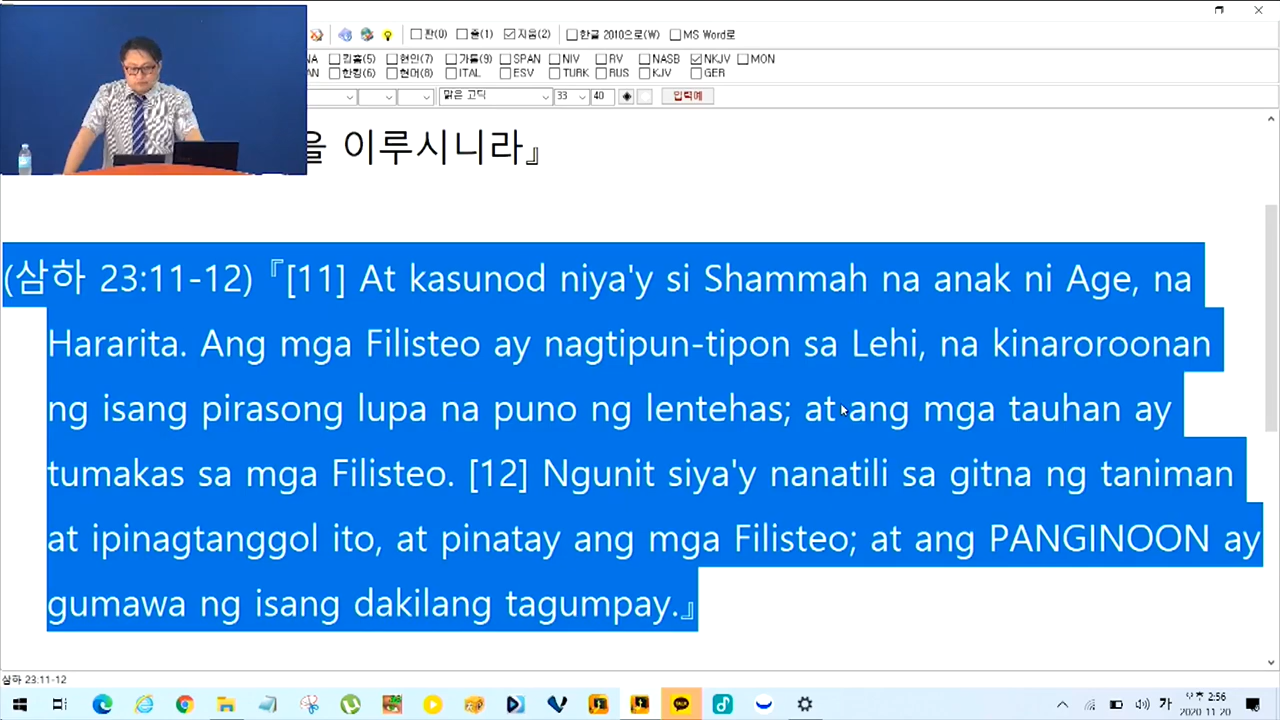 잔(0) 줄(1) 지움(2) 한글 2010으로(W) MS Word로
NA 킹흠(5) 현인(7) 가톨(9) SPAN NIV RV NASB NKJV MON
AN 한킹(6) 현어(8) ITAL ESV TURK RUS KJV GER
맑은 고딕 33 40 입력예
을 이루시니라』
(삼하 23:11-12) 『[11] At kasunod niya'y si Shammah na anak ni Age, na
Hararita. Ang mga Filisteo ay nagtipun-tipon sa Lehi, na kinaroroonan
ng isang pirasong lupa na puno ng lentehas; at ang mga tauhan ay
tumakas sa mga Filisteo. [12] Ngunit siya'y nanatili sa gitna ng taniman
at ipinagtanggol ito, at pinatay ang mga Filisteo; at ang PANGINOON ay
gumawa ng isang dakilang tagumpay.』
삼하 23:11-12
가 오후 2:56
2020-11-20